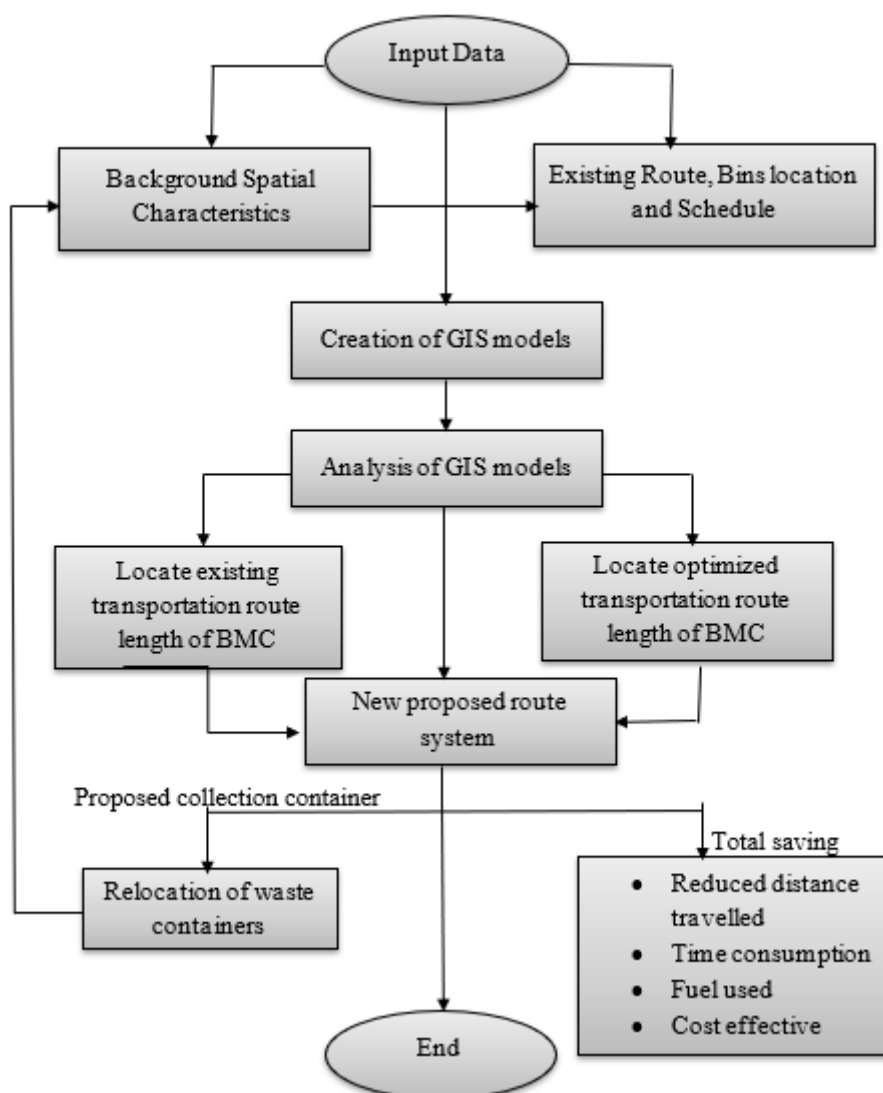 Input Data
Background Spatial
Characteristics
Existing Route, Bins location
and Schedule
Creation of GIS models
Analysis of GIS models
Locate existing
transportation route
length of BMC
Locate optimized
transportation route
length of BMC
New proposed route
system
Proposed collection container
Total saving
Relocation of waste
containers
• Reduced distance
travelled
• Time consumption
• Fuel used
• Cost effective
End